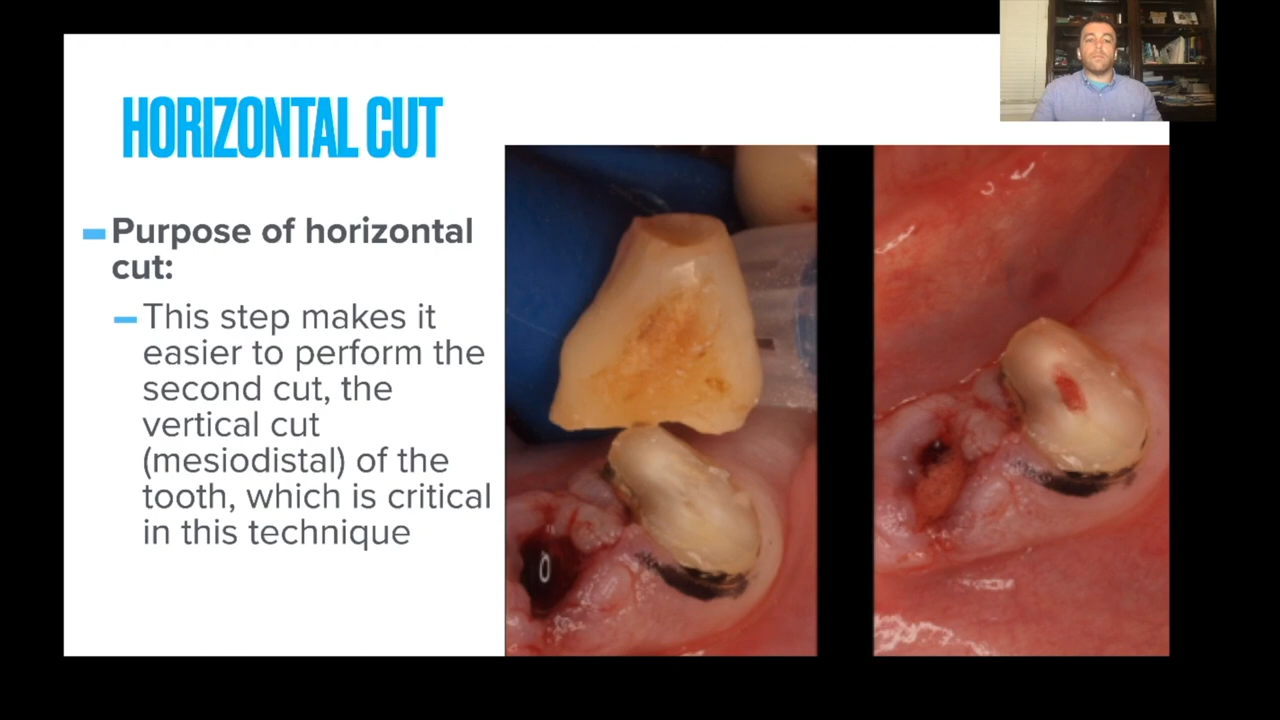 HORIZONTAL CUT
Purpose of horizontal
cut:
This step makes it
easier to perform the
second cut, the
vertical cut
(mesiodistal) of the
tooth, which is critical
in this technique